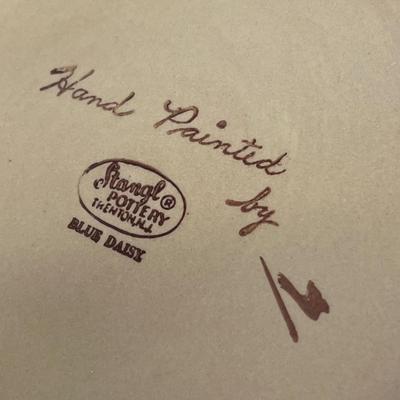 Hand Painted
by
Stangl®
POTTERY
TRENTON, N.J.
BLUE DAISY